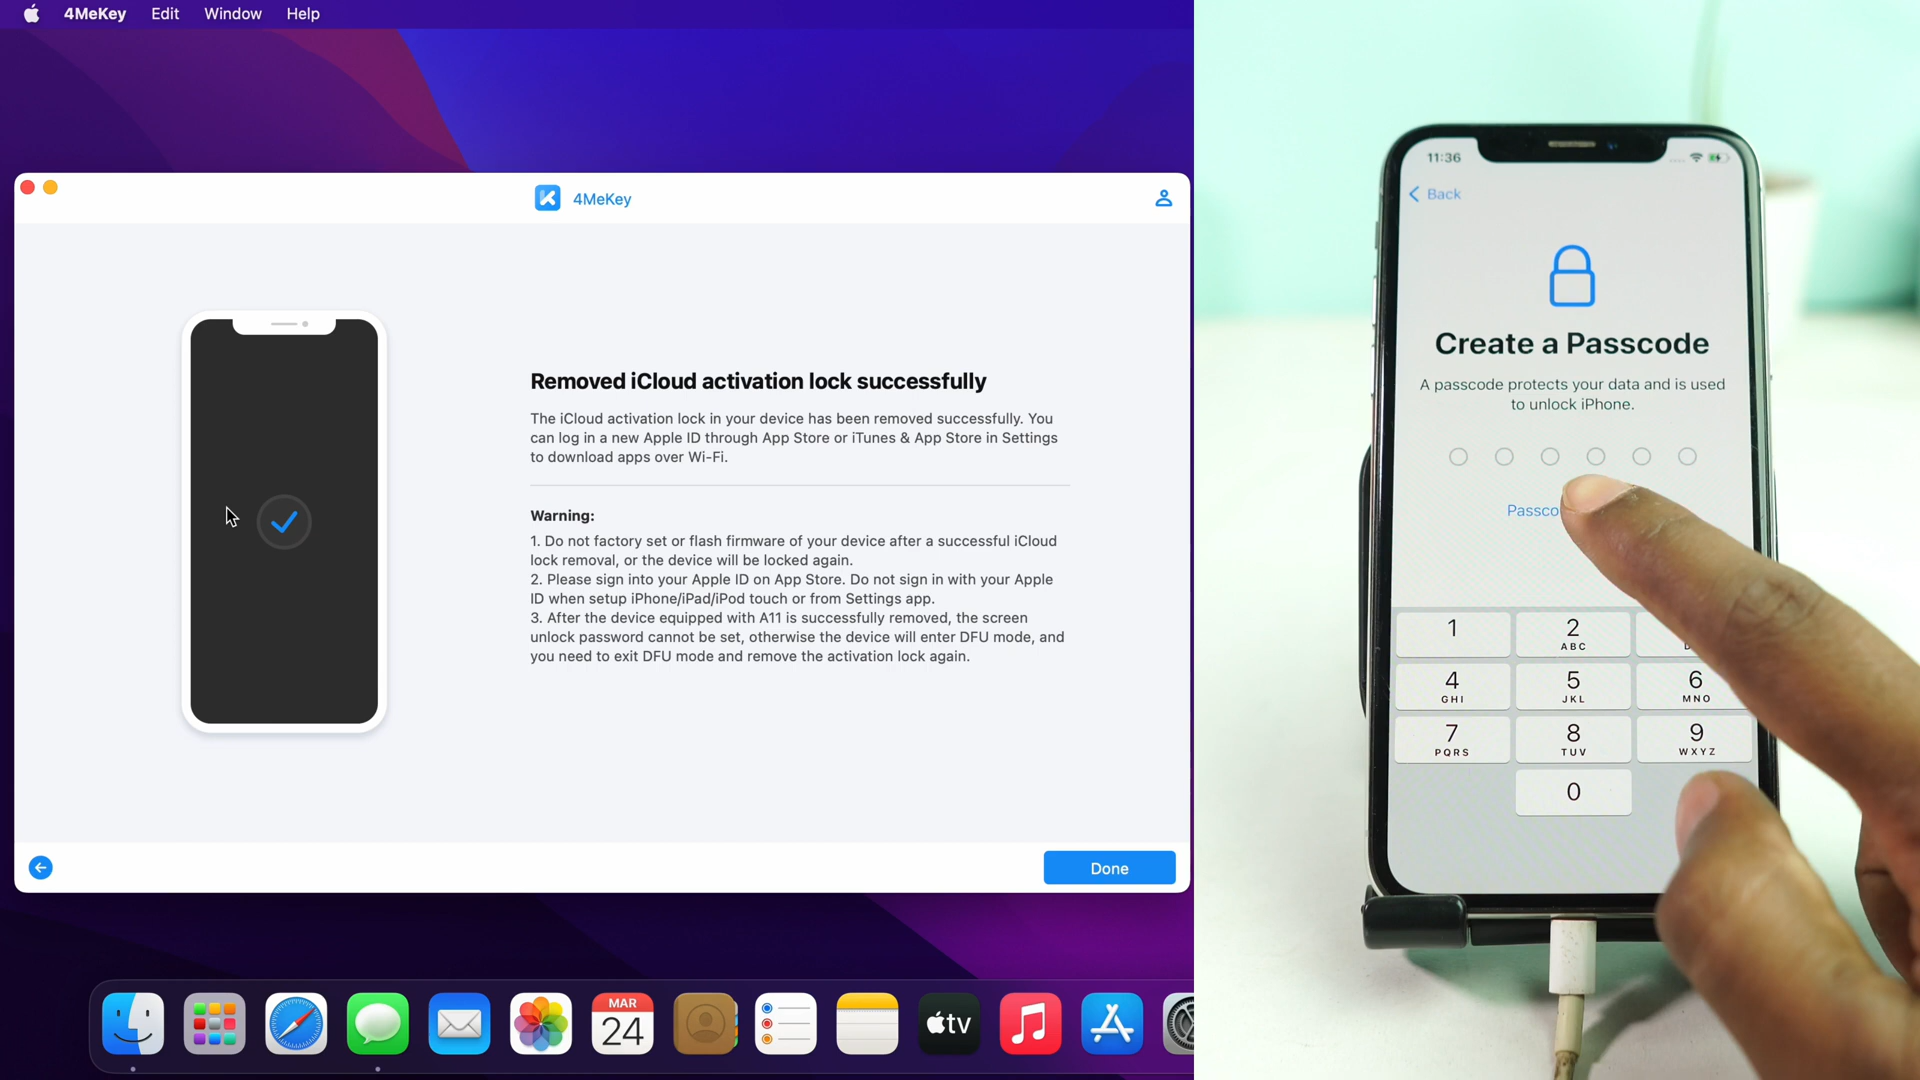 4MeKey Edit Window Help
4MeKey
Removed iCloud activation lock successfully
The iCloud activation lock in your device has been removed successfully. You
can log in a new Apple ID through App Store or iTunes & App Store in Settings
to download apps over Wi-Fi.
Warning:
1. Do not factory set or flash firmware of your device after a successful iCloud
lock removal, or the device will be locked again.
2. Please sign into your Apple ID on App Store. Do not sign in with your Apple
ID when setup iPhone/iPad/iPod touch or from Settings app.
3. After the device equipped with A11 is successfully removed, the screen
unlock password cannot be set, otherwise the device will enter DFU mode, and
you need to exit DFU mode and remove the activation lock again.
Done
MAR
24
tv
11:36
Back
Create a Passcode
A passcode protects your data and is used
to unlock iPhone.
1 2
ABC
4 5 6
GHI JKL MNO
7 8 9
PQRS TUV WXYZ
0